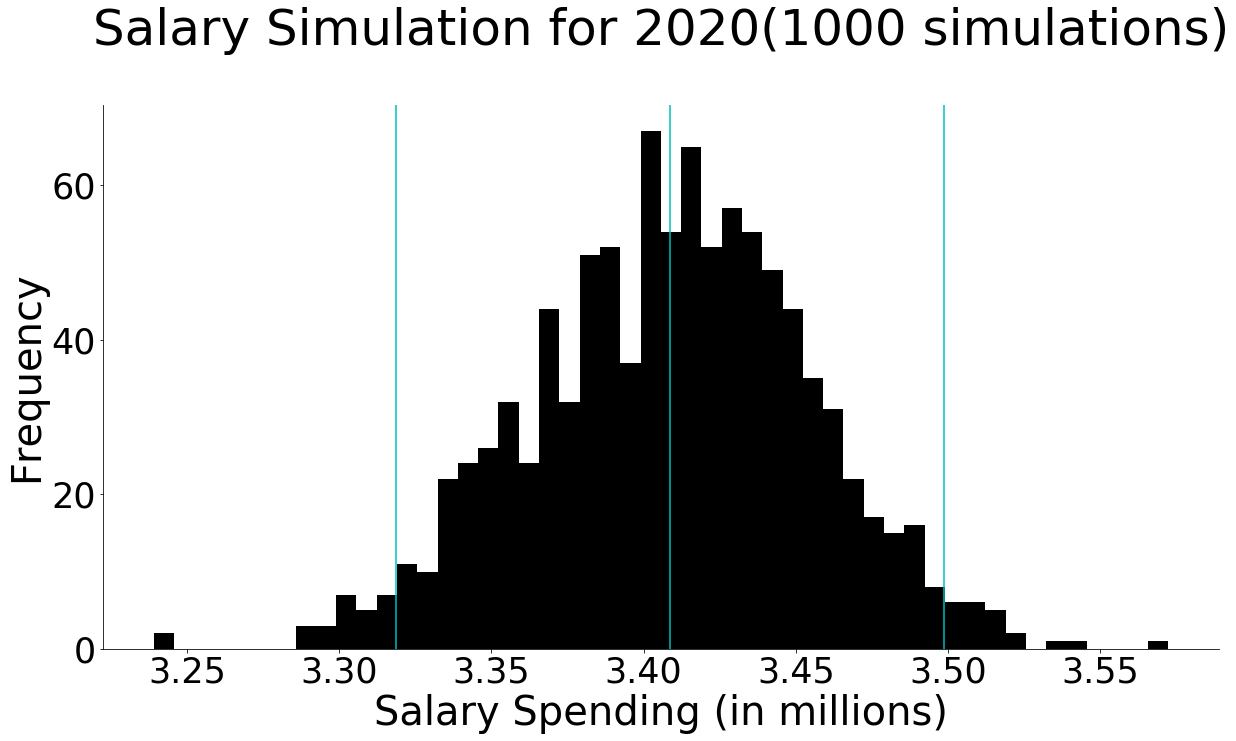 Salary Simulation for 2020(1000 simulations)
60
40
20
0
Frequency
3.25 3.30 3.35 3.40 3.45 3.50 3.55
Salary Spending (in millions)